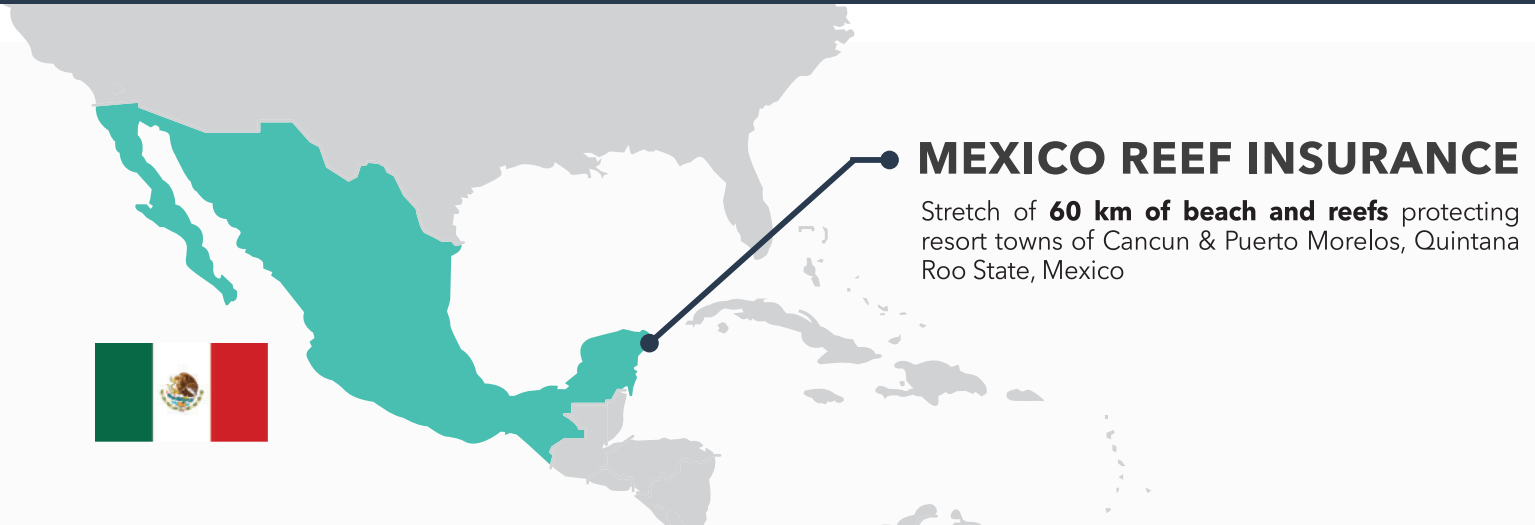 MEXICO REEF INSURANCE
Stretch of 60 km of beach and reefs protecting
resort towns of Cancun & Puerto Morelos, Quintana
Roo State, Mexico